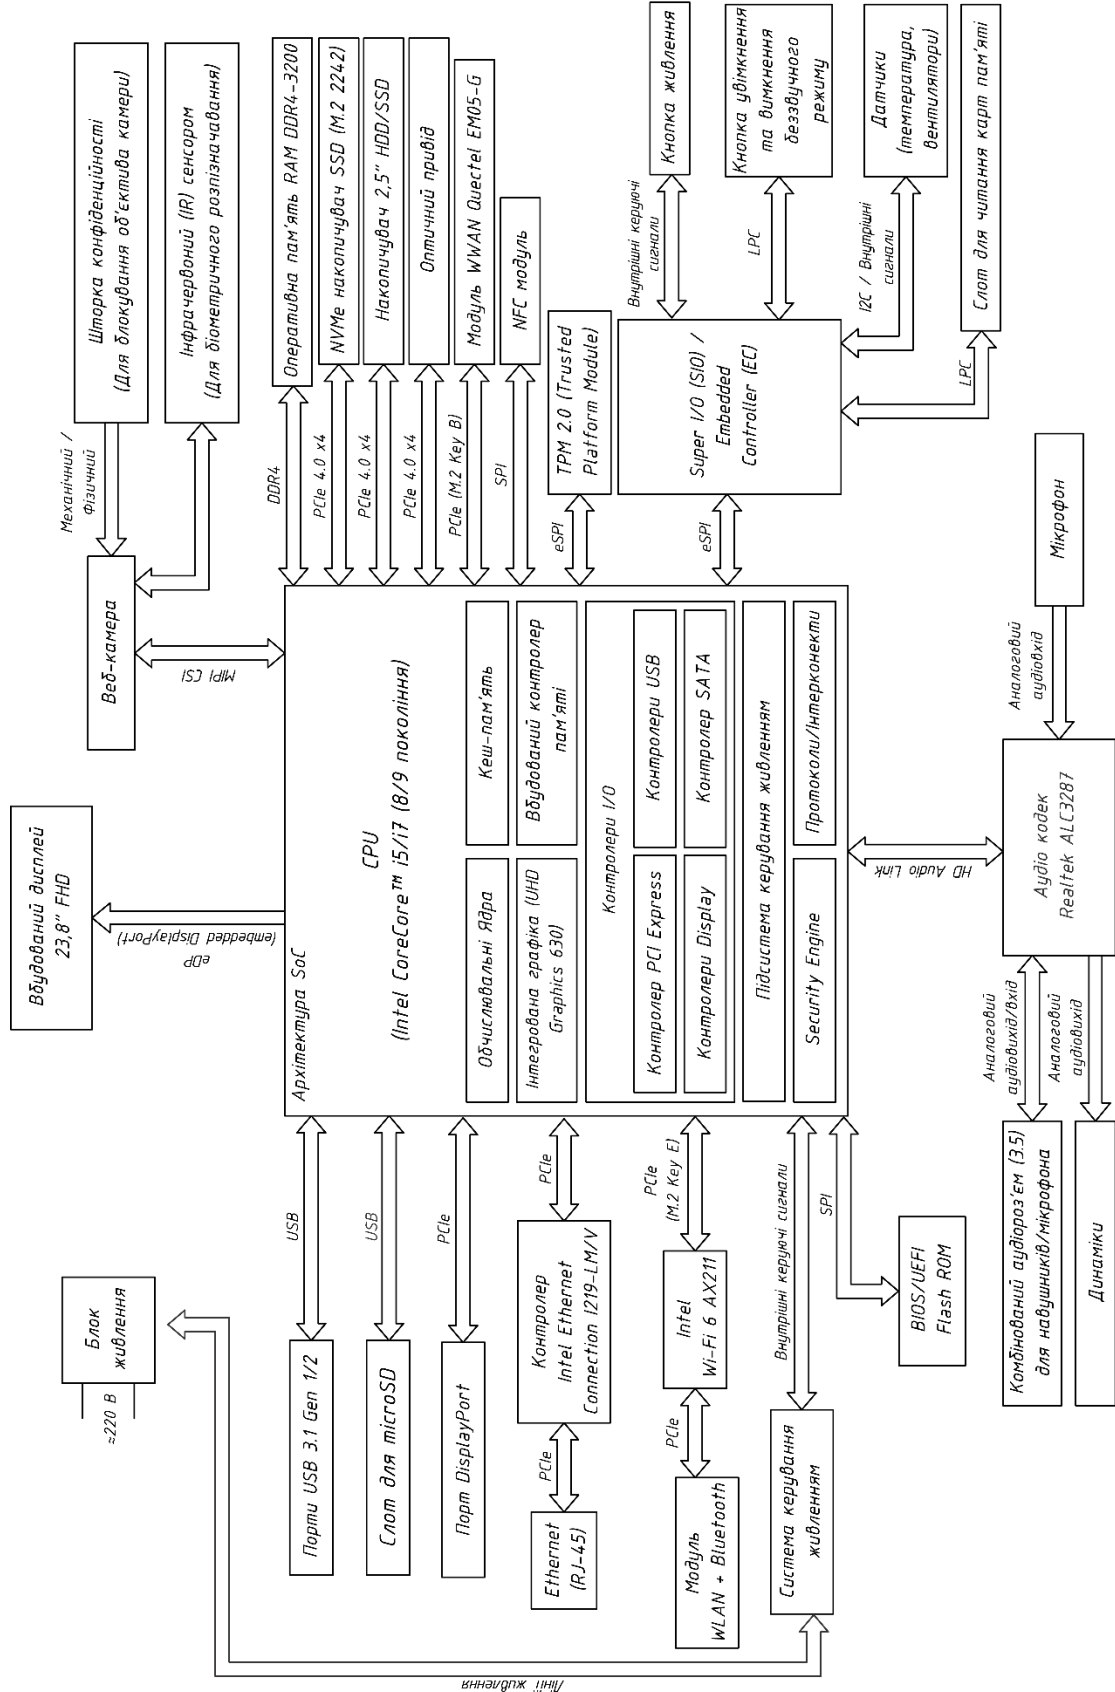 Блок
живлення
≈220 В
Лінії живлення
Вбудований дисплей
23,8" FHD
eDP
(embedded DisplayPort)
Веб-камера
MIPI CSI
Механічний /
Фізичний
Шторка конфіденційності
(Для блокування об'єктива камери)
Інфрачервоний (IR) сенсором
(Для біометричного розпізначавання)
Порти USB 3.1 Gen 1/2
USB
Слот для microSD
USB
Порт DisplayPort
PCIe
Ethernet
(RJ-45)
PCIe
Контролер
Intel Ethernet
Connection I219-LM/V
PCIe
Модуль
WLAN + Bluetooth
PCIe
Intel
Wi-Fi 6 AX211
PCIe
(M.2 Key E)
Система керування
живленням
Внутрішні керуючі сигнали
BIOS/UEFI
Flash ROM
SPI
Архітектура SoC
CPU
(Intel CoreCore™ i5/i7 (8/9 покоління)
Обчислювальні Ядра
Кеш-пам'ять
Інтегрована графіка (UHD
Graphics 630)
Вбудований контролер
пам'яті
Контролери I/O
Контролер PCI Express
Контролери USB
Контролери Display
Контролер SATA
Підсистема керування живленням
Security Engine
Протоколи/Інтерконекти
DDR4
Оперативна пам'ять RAM DDR4-3200
PCIe 4.0 x4
NVMe накопичувач SSD (M.2 2242)
PCIe 4.0 x4
Накопичувач 2,5" HDD/SSD
PCIe 4.0 x4
Оптичний привід
PCIe (M.2 Key B)
Модуль WWAN Quectel EM05-G
SPI
NFC модуль
eSPI
TPM 2.0 (Trusted
Platform Module)
eSPI
Super I/O (SIO) /
Embedded
Controller (EC)
Внутрішні керуючі
сигнали
Кнопка живлення
LPC
Кнопка увімкнення
та вимкнення
беззвучного
режиму
I2C / Внутрішні
сигнали
Датчики
(температура,
вентилятори)
LPC
Слот для читання карт пам'яті
HD Audio Link
Аудіо кодек
Realtek ALC3287
Аналоговий
аудіовхід
Мікрофон
Аналоговий
аудіовихід/вхід
Комбінований аудіороз'єм (3.5)
для навушників/мікрофона
Аналоговий
аудіовихід
Динаміки